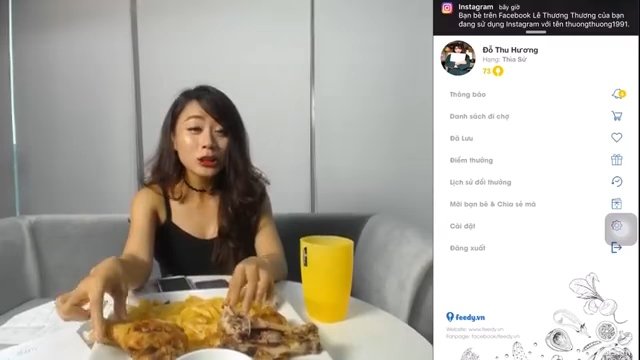 Instagram bây giờ
Bạn bè trên Facebook Lê Thương Thương của bạn
đang sử dụng Instagram với tên thuongthuong1991.
Đỗ Thu Hương
Hạng: Thìa Sứ
73
Thông báo
Danh sách đi chợ
Đã Lưu
Điểm thưởng
Lịch sử đổi thưởng
Mời bạn bè & Chia sẻ mã
Cài đặt
Đăng xuất
feedy.vn
Website: www.feedy.vn
Fanpage: facebook/feedy.vn